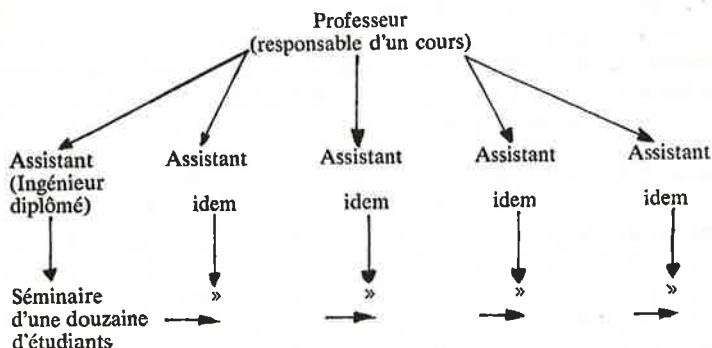 Professeur
(responsable d'un cours)
Assistant Assistant Assistant Assistant Assistant
(Ingénieur
diplômé) idem idem idem idem
Séminaire » » » »
d'une douzaine
d'étudiants